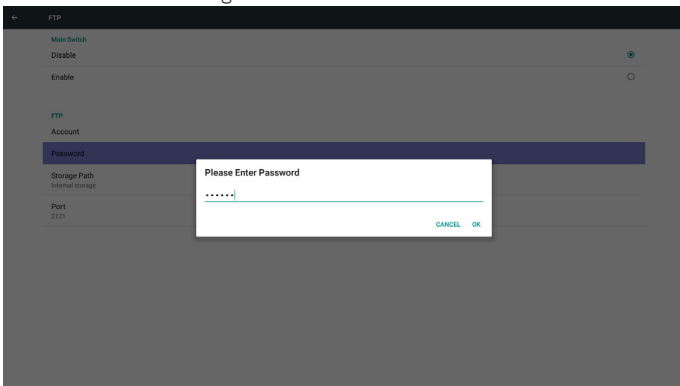 FTP
Main Switch
Disable
Enable
FTP
Account
Password
Storage Path
Internal storage
Port
2121
Please Enter Password
••••••
CANCEL OK